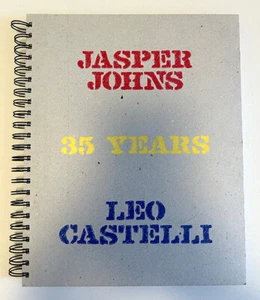 JASPER
JOHNS
35 YEARS
LEO
CASTELLI